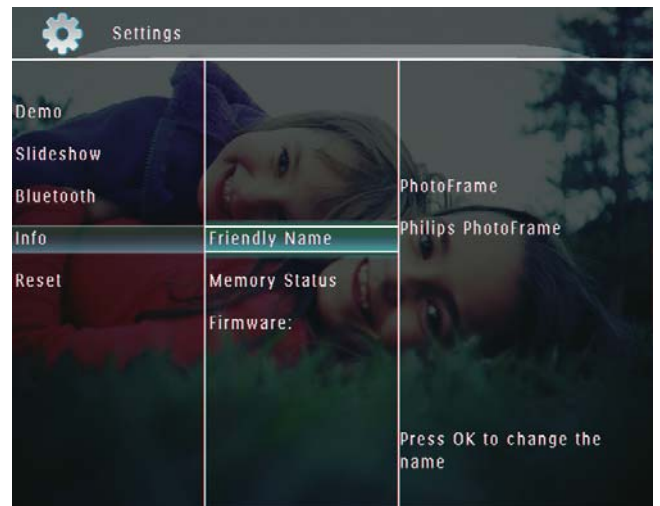 Settings
Demo
Slideshow
Bluetooth
Info
Reset
Friendly Name
Memory Status
Firmware:
PhotoFrame
Philips PhotoFrame
Press OK to change the
name